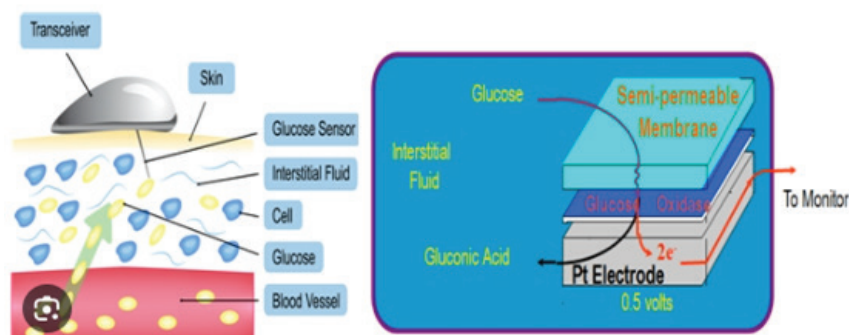 Transceiver
Skin
Glucose Sensor
Interstitial Fluid
Cell
Glucose
Blood Vessel
Glucose
Semi-permeable
Membrane
Interstitial
Fluid
Glucose Oxidase
To Monitor
Gluconic Acid
2e-
Pt Electrode
0.5 volts